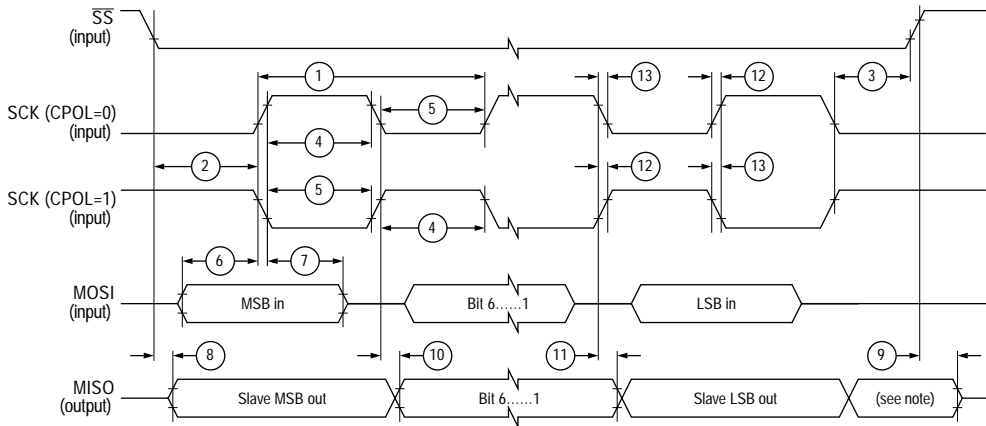 SS
(input)
1
13
12
3
SCK (CPOL=0)
(input)
5
4
2
12
13
SCK (CPOL=1)
(input)
5
4
6
7
MOSI
(input)
MSB in
Bit 6......1
LSB in
8
10
11
9
MISO
(output)
Slave MSB out
Bit 6......1
Slave LSB out
(see note)